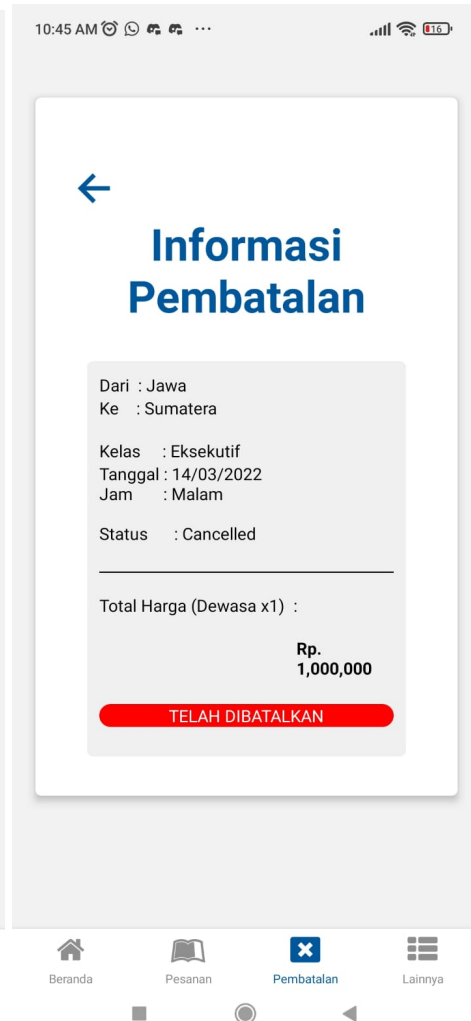 10:45 AM
16
Informasi
Pembatalan
Dari : Jawa
Ke : Sumatera
Kelas : Eksekutif
Tanggal : 14/03/2022
Jam : Malam
Status : Cancelled
Total Harga (Dewasa x1) :
Rp.
1,000,000
TELAH DIBATALKAN
Beranda Pesanan Pembatalan Lainnya